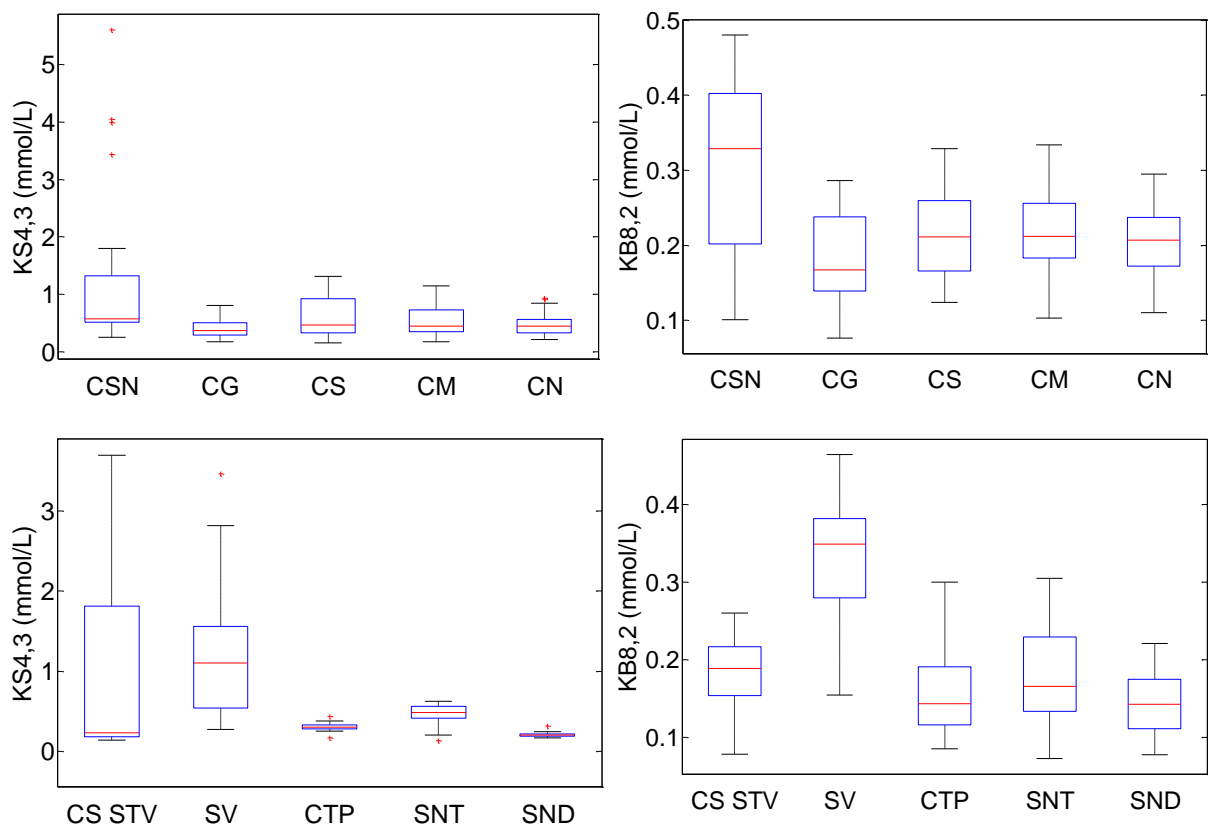 KS4,3 (mmol/L)
5
4
3
2
1
0
CSN CG CS CM CN
KB8,2 (mmol/L)
0.5
0.4
0.3
0.2
0.1
CSN CG CS CM CN
KS4,3 (mmol/L)
3
2
1
0
CS STV SV CTP SNT SND
KB8,2 (mmol/L)
0.4
0.3
0.2
0.1
CS STV SV CTP SNT SND